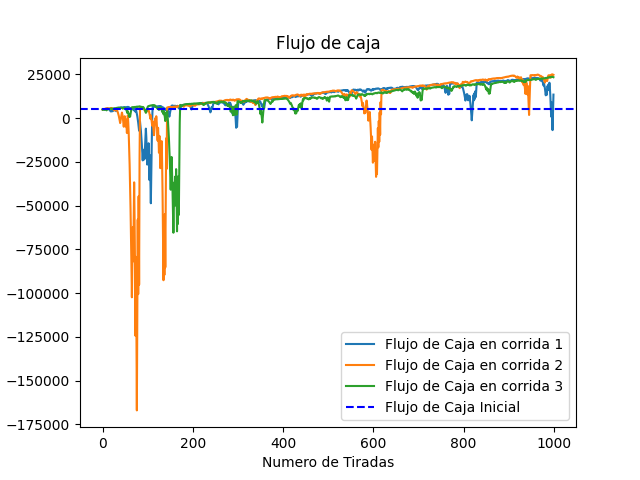 Flujo de caja
25000
0
−25000
−50000
−75000
−100000
−125000
−150000
−175000
0 200 400 600 800 1000
Numero de Tiradas
Flujo de Caja en corrida 1
Flujo de Caja en corrida 2
Flujo de Caja en corrida 3
Flujo de Caja Inicial